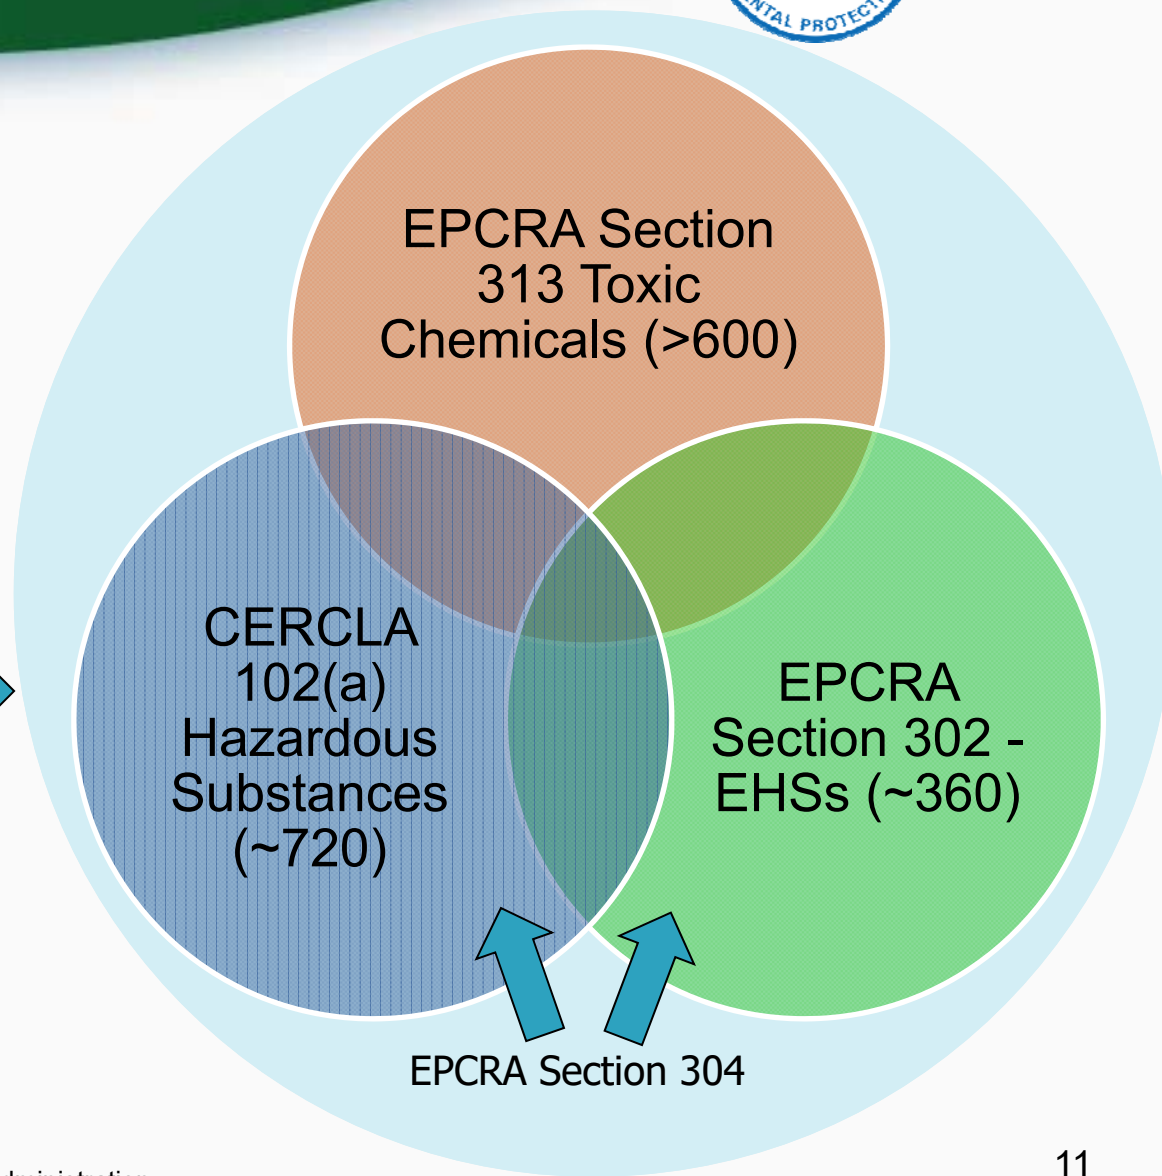 EPCRA Section
313 Toxic
Chemicals (>600)
CERCLA
102(a)
Hazardous
Substances
(~720)
EPCRA
Section 302 -
EHSs (~360)
EPCRA Section 304
11